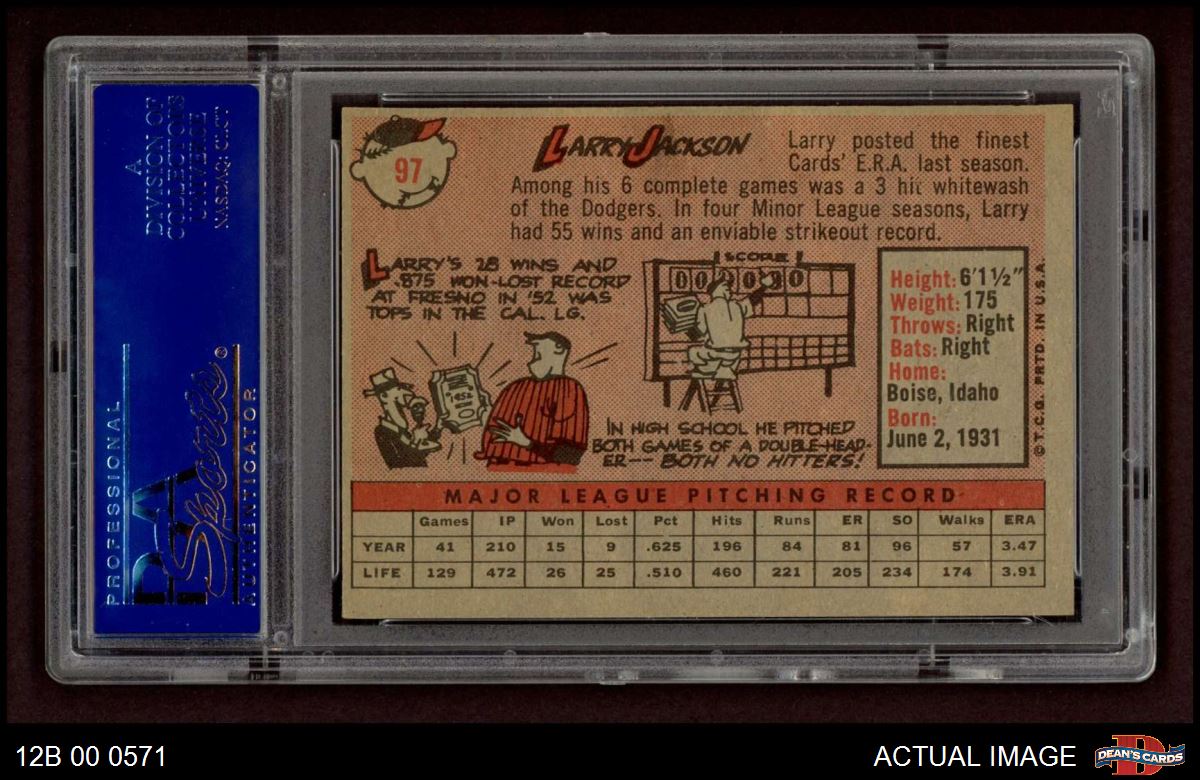 A
DIVISION OF
COLLECTORS
UNIVERSE
NASDAQ: CLCT
PROFESSIONAL
PSA
Sports ®
AUTHENTICATOR
97
LARRY JACKSON
Larry posted the finest
Cards' E.R.A. last season.
Among his 6 complete games was a 3 hit whitewash
of the Dodgers. In four Minor League seasons, Larry
had 55 wins and an enviable strikeout record.
LARRY'S 28 WINS AND
.875 WON-LOST RECORD
AT FRESNO IN '52 WAS
TOPS IN THE CAL. LG.
SCORE
000000
IN HIGH SCHOOL HE PITCHED
BOTH GAMES OF A DOUBLE-HEAD-
ER--- BOTH NO HITTERS!
Height: 6'1½"
Weight: 175
Throws: Right
Bats: Right
Home:
Boise, Idaho
Born:
June 2, 1931
© T.C.G. PRTD. IN U.S.A.
MAJOR LEAGUE PITCHING RECORD
Games IP Won Lost Pct Hits Runs ER SO Walks ERA
YEAR 41 210 15 9 .625 196 84 81 96 57 3.47
LIFE 129 472 26 25 .510 460 221 205 234 174 3.91
12B 00 0571
ACTUAL IMAGE
DEAN'S CARDS